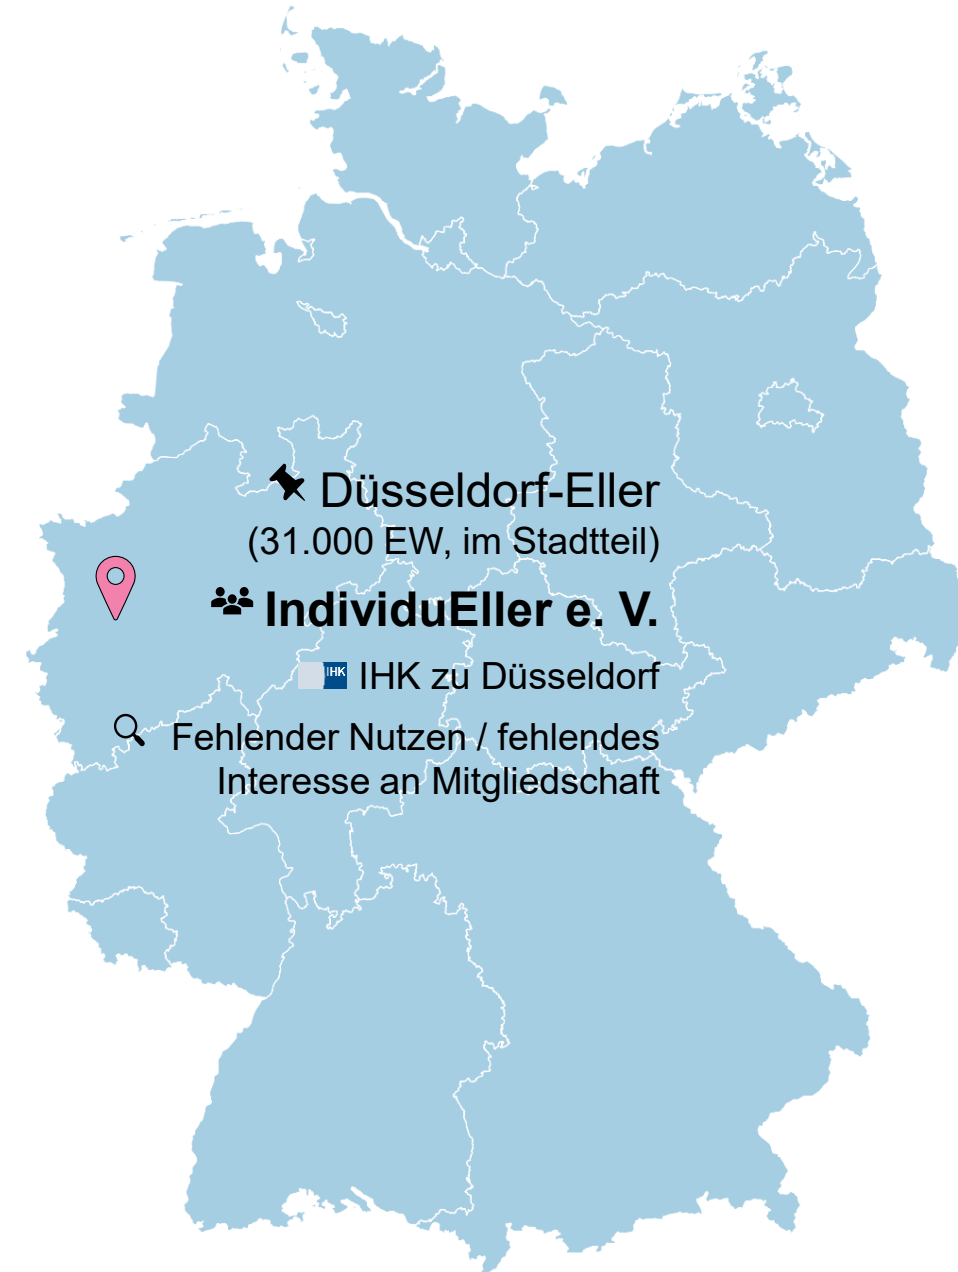 Düsseldorf-Eller
(31.000 EW, im Stadtteil)
IndividuEller e. V.
IHK
IHK zu Düsseldorf
Fehlender Nutzen / fehlendes
Interesse an Mitgliedschaft